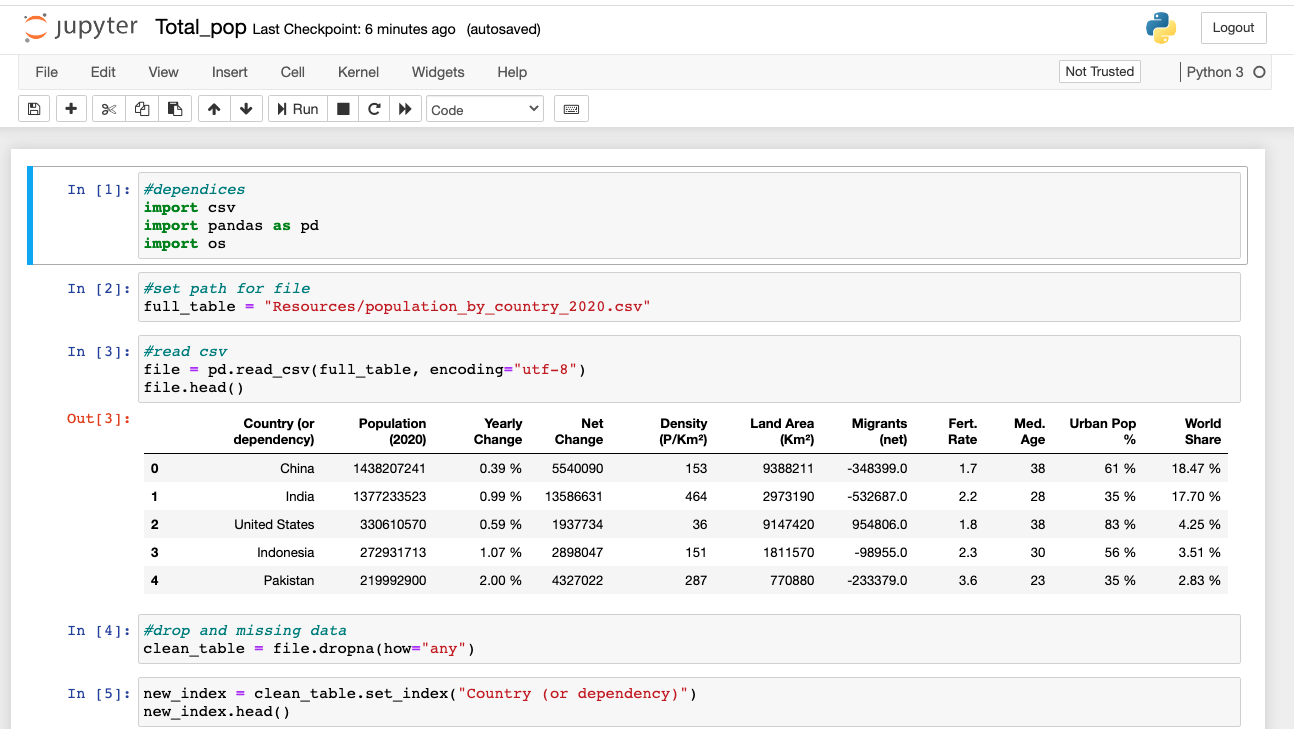 jupyter Total_pop Last Checkpoint: 6 minutes ago (autosaved) Logout
File Edit View Insert Cell Kernel Widgets Help Not Trusted Python 3
Run Code
In [1]: #dependices
import csv
import pandas as pd
import os
In [2]: #set path for file
full_table = "Resources/population_by_country_2020.csv"
In [3]: #read csv
file = pd.read_csv(full_table, encoding="utf-8")
file.head()
Out[3]:
Country (or Population Yearly Net Density Land Area Migrants Fert. Med. Urban Pop World
dependency) (2020) Change Change (P/Km²) (Km²) (net) Rate Age % Share
0 China 1438207241 0.39 % 5540090 153 9388211 -348399.0 1.7 38 61 % 18.47 %
1 India 1377233523 0.99 % 13586631 464 2973190 -532687.0 2.2 28 35 % 17.70 %
2 United States 330610570 0.59 % 1937734 36 9147420 954806.0 1.8 38 83 % 4.25 %
3 Indonesia 272931713 1.07 % 2898047 151 1811570 -98955.0 2.3 30 56 % 3.51 %
4 Pakistan 219992900 2.00 % 4327022 287 770880 -233379.0 3.6 23 35 % 2.83 %
In [4]: #drop and missing data
clean_table = file.dropna(how="any")
In [5]: new_index = clean_table.set_index("Country (or dependency)")
new_index.head()